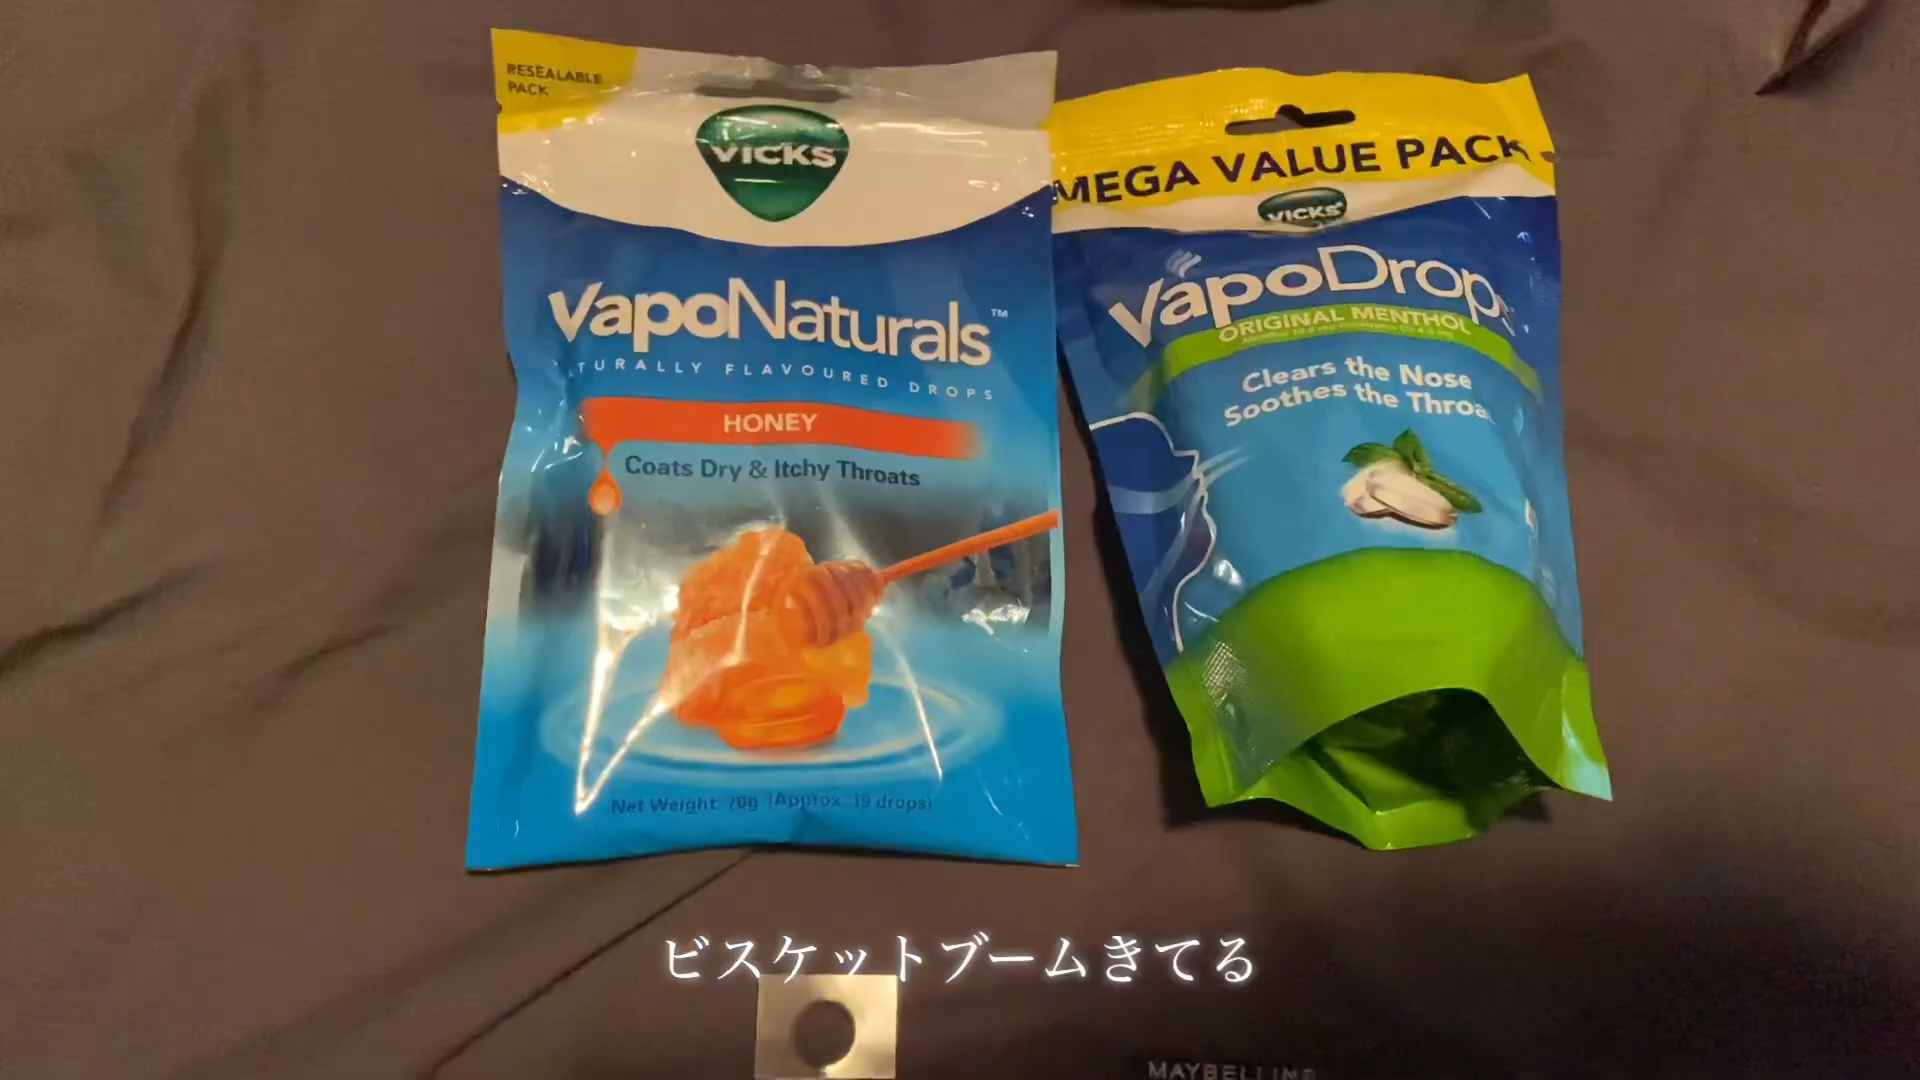 RESEALABLE
PACK
VICKS
VapoNaturals™
TURALLY FLAVOURED DROPS
HONEY
Coats Dry & Itchy Throats
Net Weight: 70g (Approx. 19 drops)
MEGA VALUE PACK
VICKS®
VapoDrops
ORIGINAL MENTHOL
Clears the Nose
Soothes the Throa
ビスケットブームきてる
MAYBELLINE